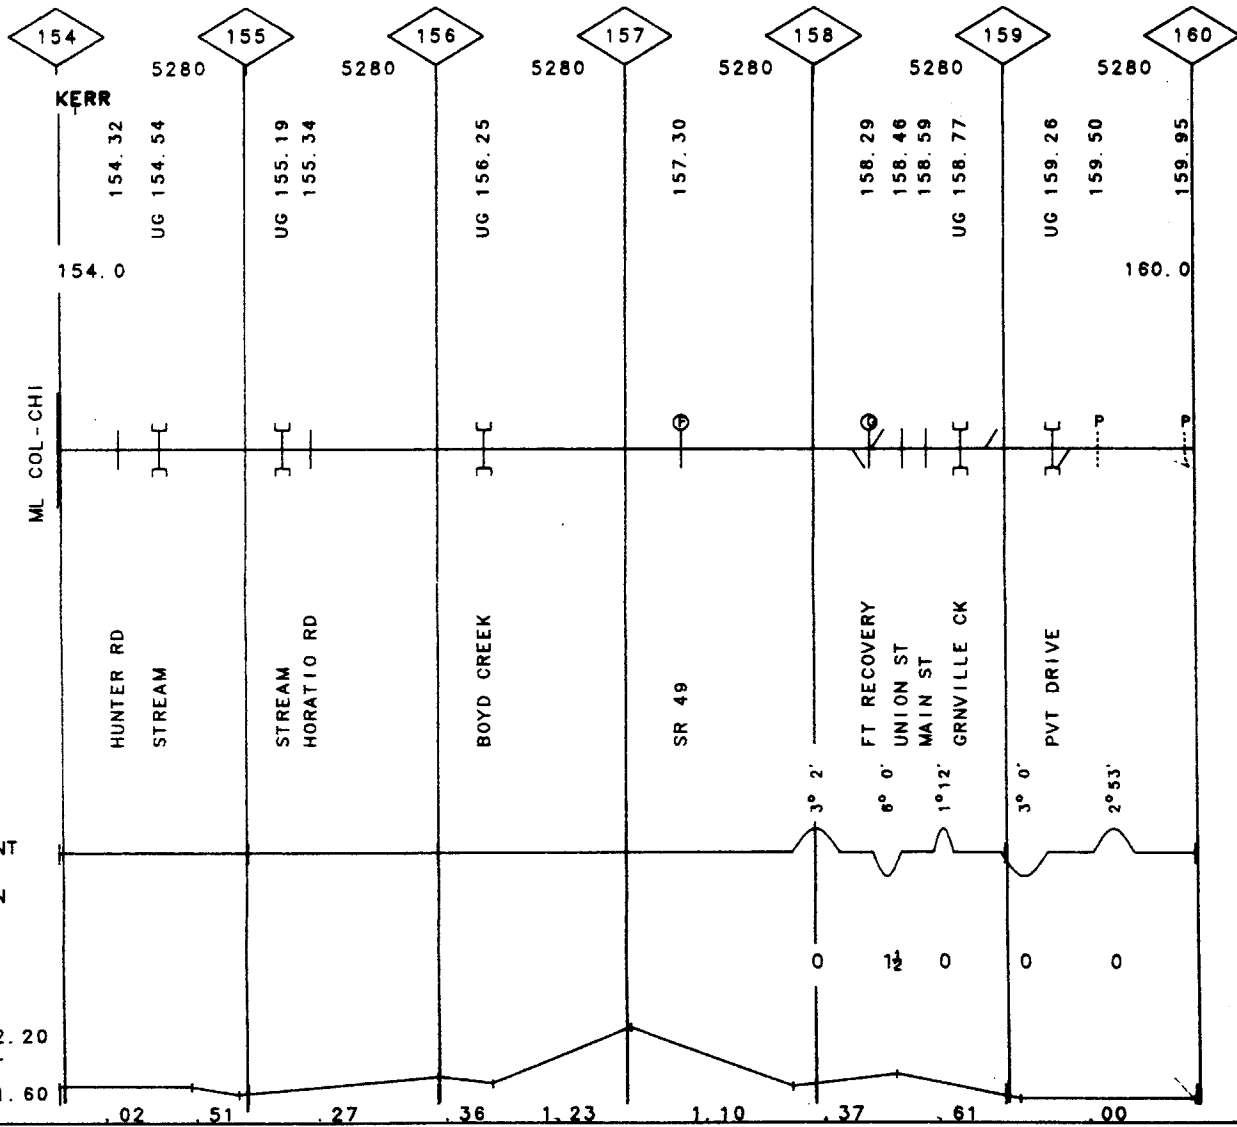 154 155 156 157 158 159 160
5280 5280 5280 5280 5280 5280
KERR
154.32
UG 154.54
UG 155.19
155.34
UG 156.25
157.30
158.29
158.46
158.59
UG 158.77
UG 159.26
159.50
159.95
154.0 160.0
ML COL-CHI
F
G
P
P
HUNTER RD
STREAM
STREAM
HORATIO RD
BOYD CREEK
SR 49
FT RECOVERY
UNION ST
MAIN ST
GRNVILLE CK
PVT DRIVE
3° 2'
6° 0'
1° 12'
3° 0'
2° 53'
NT
N
0 1½ 0 0 0
2.20
1.60
.02 .51 .27 .36 1.23 1.10 .37 .61 .00